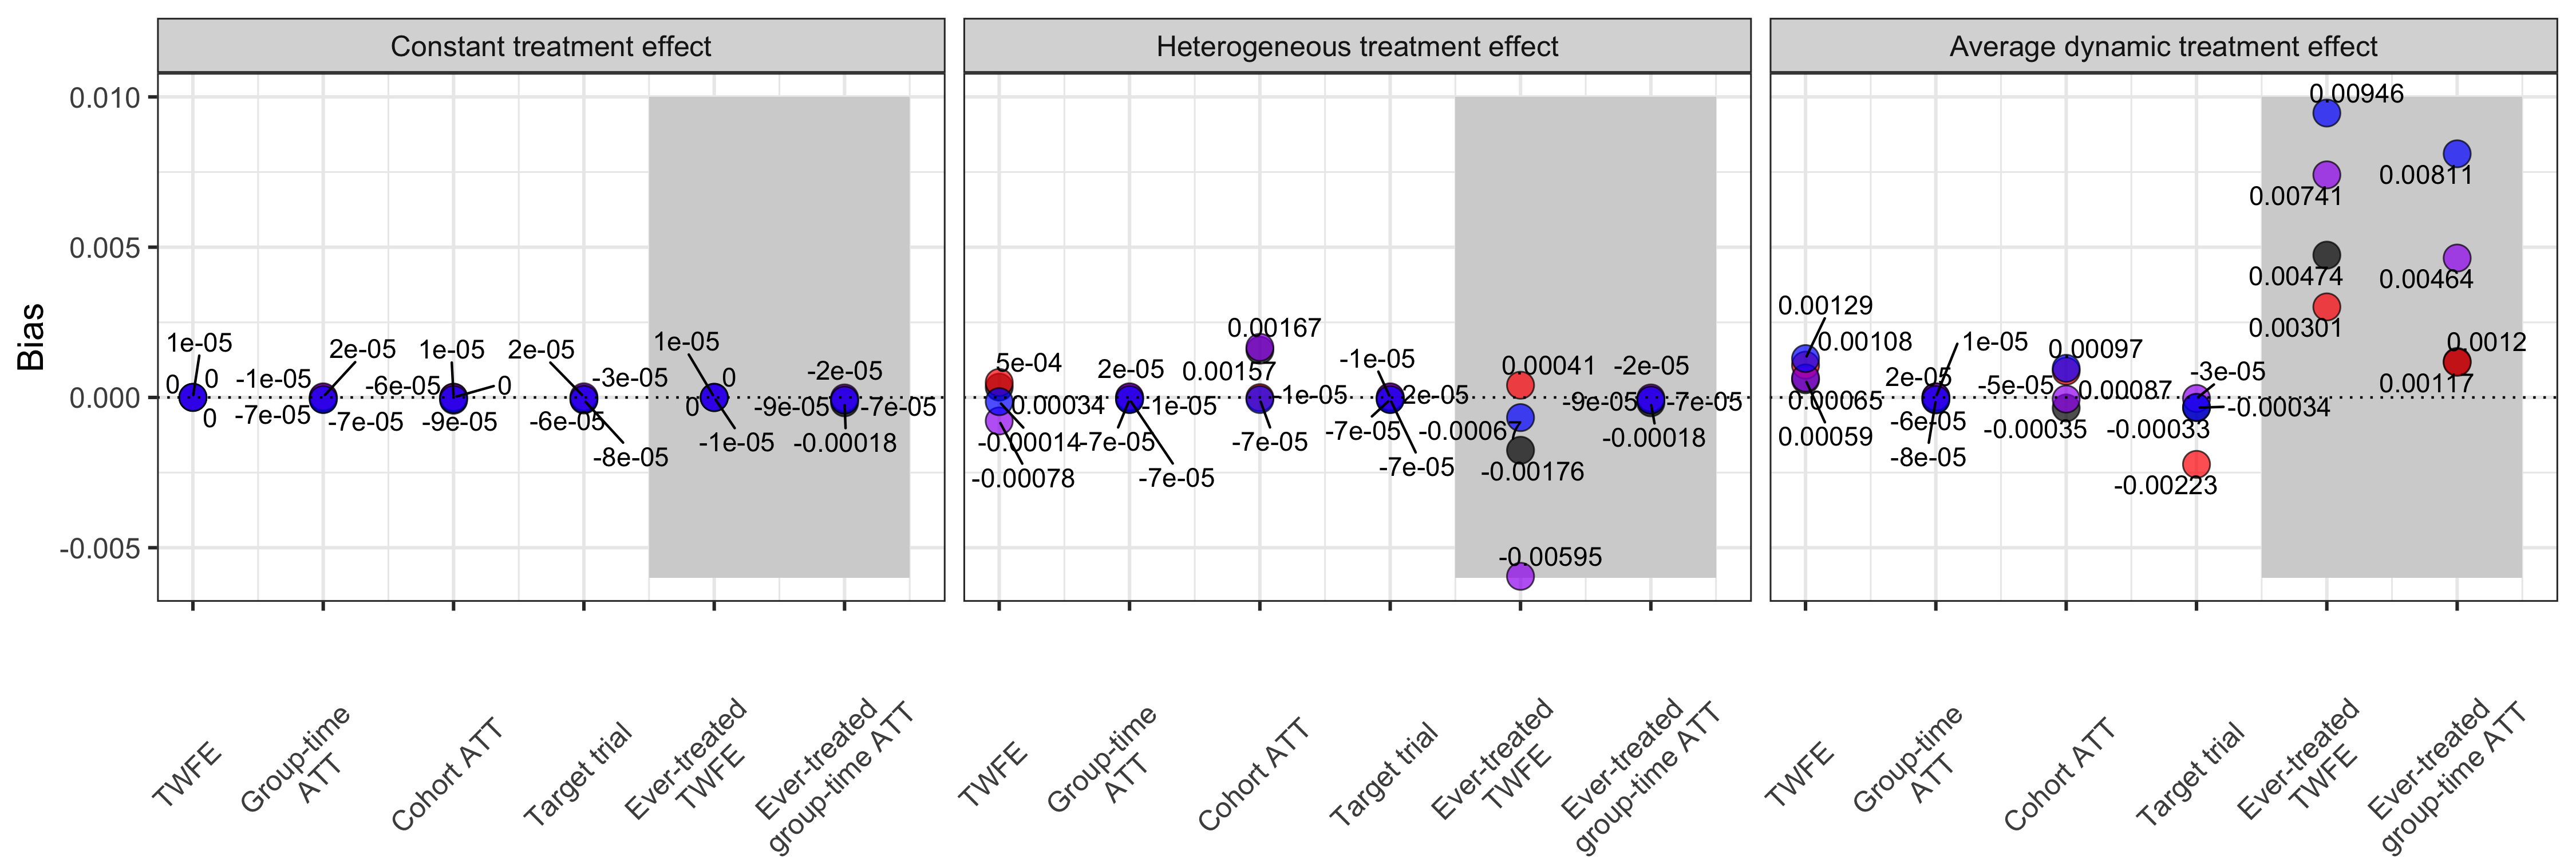 Constant treatment effect
Heterogeneous treatment effect
Average dynamic treatment effect
Bias
0.010
0.005
0.000
-0.005
1e-05
0
0
0
-1e-05
2e-05
-7e-05
-7e-05
1e-05
-6e-05
0
-9e-05
2e-05
-3e-05
-6e-05
-8e-05
1e-05
0
0
-1e-05
-2e-05
-9e-05
-7e-05
-0.00018
5e-04
0.00034
-0.00014
-0.00078
2e-05
-1e-05
-7e-05
-7e-05
0.00167
0.00157
-1e-05
-7e-05
-1e-05
2e-05
-7e-05
-7e-05
0.00041
-0.00067
-0.00176
-0.00595
-2e-05
-9e-05
-7e-05
-0.00018
0.00129
0.00108
0.00065
0.00059
1e-05
2e-05
-6e-05
-8e-05
0.00097
-5e-05
0.00087
-0.00035
-3e-05
-0.00034
-0.00033
-0.00223
0.00946
0.00741
0.00474
0.00301
0.00811
0.00464
0.0012
0.00117
TWFE
Group-time
ATT
Cohort ATT
Target trial
Ever-treated
TWFE
Ever-treated
group-time ATT
TWFE
Group-time
ATT
Cohort ATT
Target trial
Ever-treated
TWFE
Ever-treated
group-time ATT
TWFE
Group-time
ATT
Cohort ATT
Target trial
Ever-treated
TWFE
Ever-treated
group-time ATT